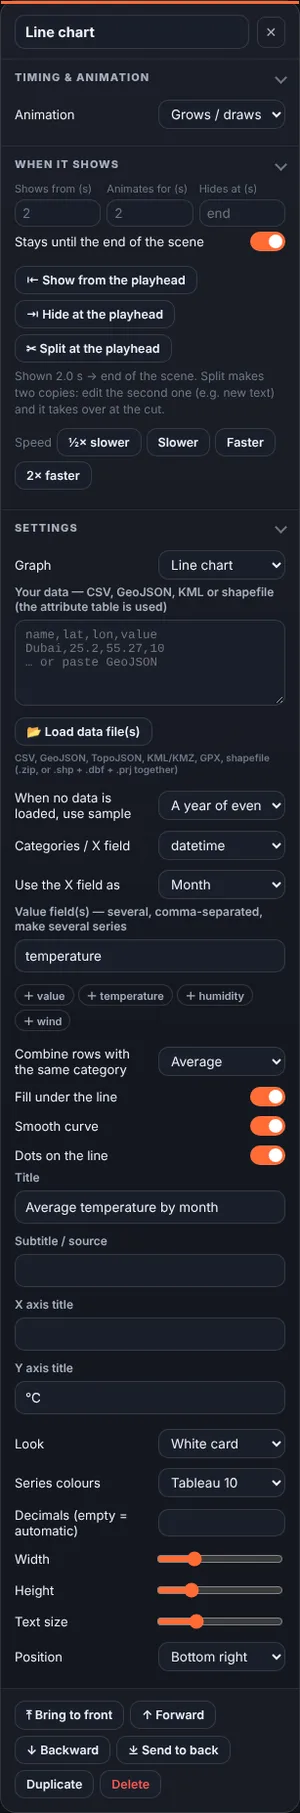 Line chart
✕
TIMING & ANIMATION
Animation
Grows / draws
WHEN IT SHOWS
Shows from (s)
Animates for (s)
Hides at (s)
2
2
end
Stays until the end of the scene
⇤ Show from the playhead
⇥ Hide at the playhead
✂ Split at the playhead
Shown 2.0 s → end of the scene. Split makes
two copies: edit the second one (e.g. new text)
and it takes over at the cut.
Speed
½× slower
Slower
Faster
2× faster
SETTINGS
Graph
Line chart
Your data — CSV, GeoJSON, KML or shapefile
(the attribute table is used)
name,lat,lon,value
Dubai,25.2,55.27,10
… or paste GeoJSON
📂 Load data file(s)
CSV, GeoJSON, TopoJSON, KML/KMZ, GPX, shapefile
(.zip, or .shp + .dbf + .prj together)
When no data is
loaded, use sample
A year of even
Categories / X field
datetime
Use the X field as
Month
Value field(s) — several, comma-separated,
make several series
temperature
+ value
+ temperature
+ humidity
+ wind
Combine rows with
the same category
Average
Fill under the line
Smooth curve
Dots on the line
Title
Average temperature by month
Subtitle / source
X axis title
Y axis title
°C
Look
White card
Series colours
Tableau 10
Decimals (empty =
automatic)
Width
Height
Text size
Position
Bottom right
⤒ Bring to front
↑ Forward
↓ Backward
⤓ Send to back
Duplicate
Delete